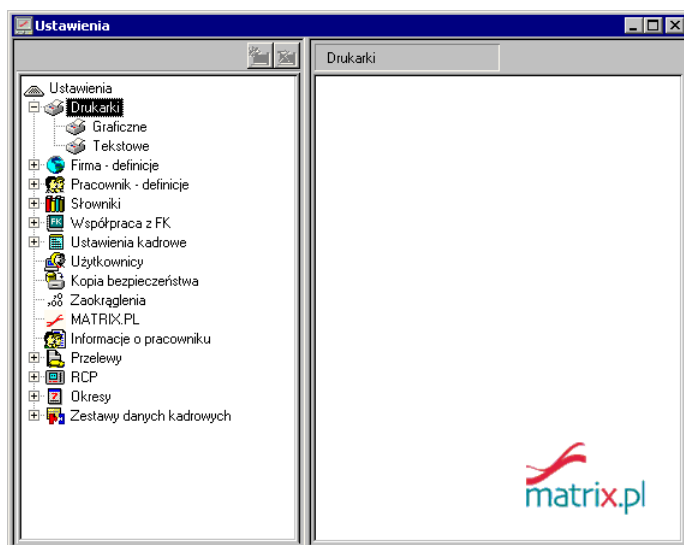 Ustawienia
Drukarki
Ustawienia
Drukarki
Graficzne
Tekstowe
Firma - definicje
Pracownik - definicje
Słowniki
Współpraca z FK
Ustawienia kadrowe
Użytkownicy
Kopia bezpieczeństwa
Zaokrąglenia
MATRIX.PL
Informacje o pracowniku
Przelewy
RCP
Okresy
Zestawy danych kadrowych
matrix.pl